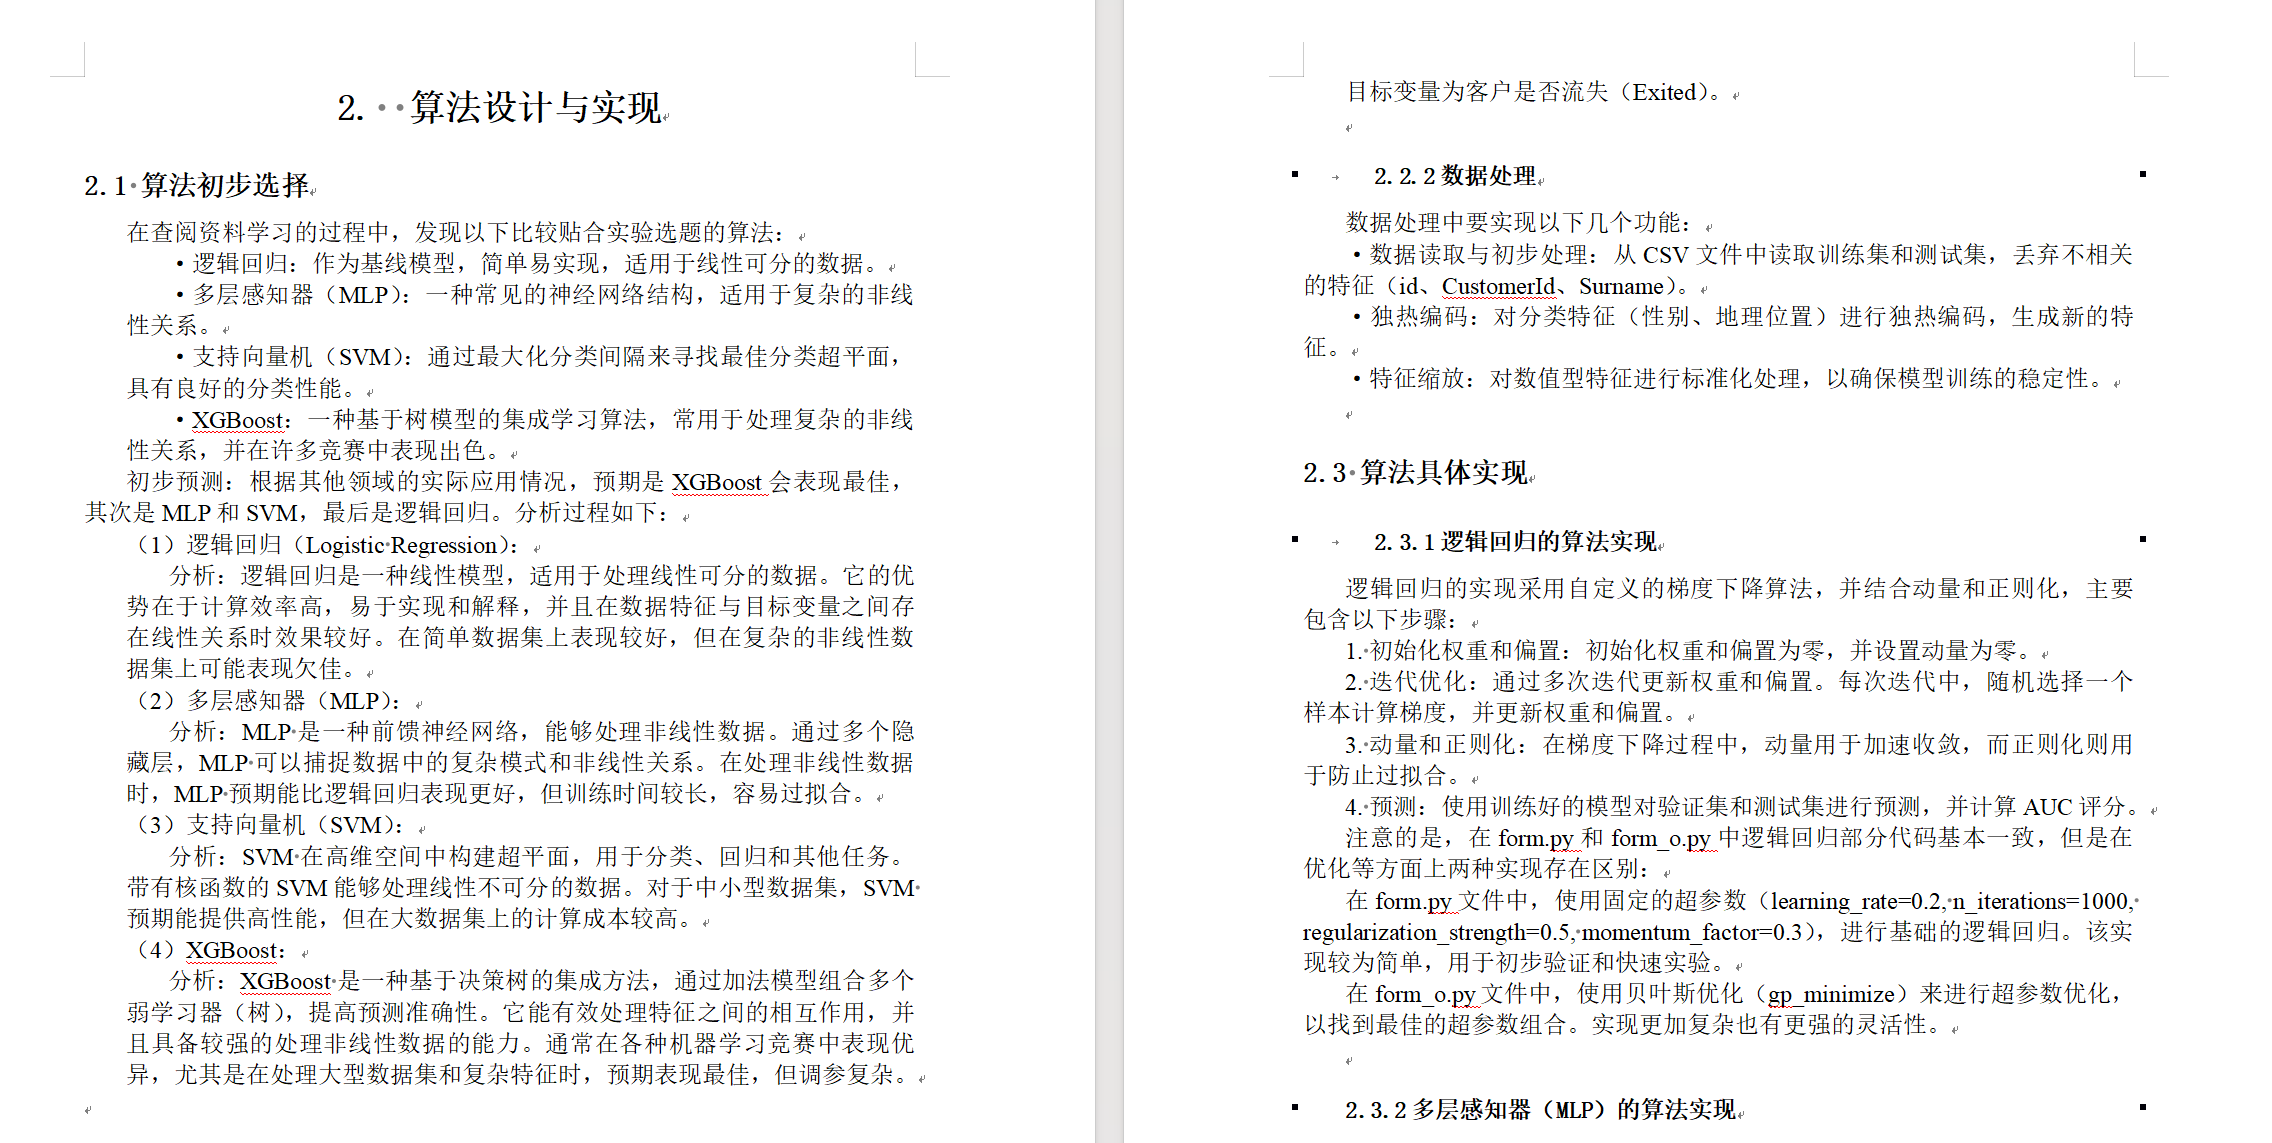 2. 算法设计与实现
2.1 算法初步选择
在查阅资料学习的过程中，发现以下比较贴合实验选题的算法：
•逻辑回归：作为基线模型，简单易实现，适用于线性可分的数据。
•多层感知器（MLP）：一种常见的神经网络结构，适用于复杂的非线
性关系。
•支持向量机（SVM）：通过最大化分类间隔来寻找最佳分类超平面，
具有良好的分类性能。
•XGBoost：一种基于树模型的集成学习算法，常用于处理复杂的非线
性关系，并在许多竞赛中表现出色。
初步预测：根据其他领域的实际应用情况，预期是 XGBoost 会表现最佳，
其次是 MLP 和 SVM，最后是逻辑回归。分析过程如下：
（1）逻辑回归（Logistic Regression）：
分析：逻辑回归是一种线性模型，适用于处理线性可分的数据。它的优
势在于计算效率高，易于实现和解释，并且在数据特征与目标变量之间存
在线性关系时效果较好。在简单数据集上表现较好，但在复杂的非线性数
据集上可能表现欠佳。
（2）多层感知器（MLP）：
分析：MLP 是一种前馈神经网络，能够处理非线性数据。通过多个隐
藏层，MLP 可以捕捉数据中的复杂模式和非线性关系。在处理非线性数据
时，MLP 预期能比逻辑回归表现更好，但训练时间较长，容易过拟合。
（3）支持向量机（SVM）：
分析：SVM 在高维空间中构建超平面，用于分类、回归和其他任务。
带有核函数的 SVM 能够处理线性不可分的数据。对于中小型数据集，SVM
预期能提供高性能，但在大数据集上的计算成本较高。
（4）XGBoost：
分析：XGBoost 是一种基于决策树的集成方法，通过加法模型组合多个
弱学习器（树），提高预测准确性。它能有效处理特征之间的相互作用，并
且具备较强的处理非线性数据的能力。通常在各种机器学习竞赛中表现优
异，尤其是在处理大型数据集和复杂特征时，预期表现最佳，但调参复杂。
目标变量为客户是否流失（Exited）。
2.2.2 数据处理
数据处理中要实现以下几个功能：
•数据读取与初步处理：从 CSV 文件中读取训练集和测试集，丢弃不相关
的特征（id、CustomerId、Surname）。
•独热编码：对分类特征（性别、地理位置）进行独热编码，生成新的特
征。
•特征缩放：对数值型特征进行标准化处理，以确保模型训练的稳定性。
2.3 算法具体实现
2.3.1 逻辑回归的算法实现
逻辑回归的实现采用自定义的梯度下降算法，并结合动量和正则化，主要
包含以下步骤：
1. 初始化权重和偏置：初始化权重和偏置为零，并设置动量为零。
2. 迭代优化：通过多次迭代更新权重和偏置。每次迭代中，随机选择一个
样本计算梯度，并更新权重和偏置。
3. 动量和正则化：在梯度下降过程中，动量用于加速收敛，而正则化则用
于防止过拟合。
4. 预测：使用训练好的模型对验证集和测试集进行预测，并计算 AUC 评分。
注意的是，在 form.py 和 form_o.py 中逻辑回归部分代码基本一致，但是在
优化等方面上两种实现存在区别：
在 form.py 文件中，使用固定的超参数（learning_rate=0.2, n_iterations=1000,
regularization_strength=0.5, momentum_factor=0.3），进行基础的逻辑回归。该实
现较为简单，用于初步验证和快速实验。
在 form_o.py 文件中，使用贝叶斯优化（gp_minimize）来进行超参数优化，
以找到最佳的超参数组合。实现更加复杂也有更强的灵活性。
2.3.2 多层感知器（MLP）的算法实现